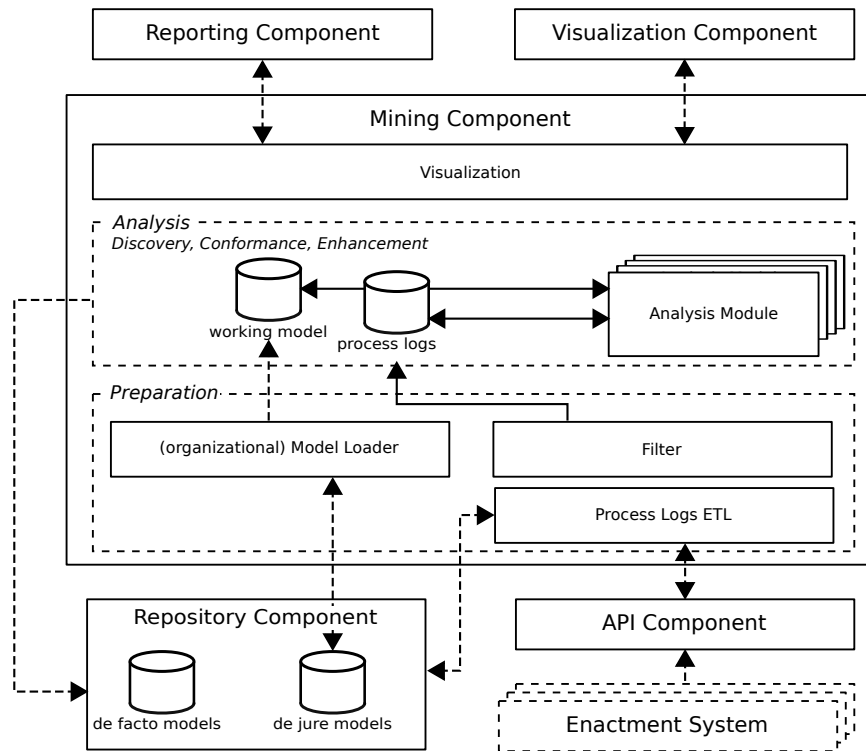 Reporting Component
Visualization Component
Mining Component
Visualization
Analysis
Discovery, Conformance, Enhancement
working model
process logs
Analysis Module
Preparation
(organizational) Model Loader
Filter
Process Logs ETL
Repository Component
de facto models
de jure models
API Component
Enactment System